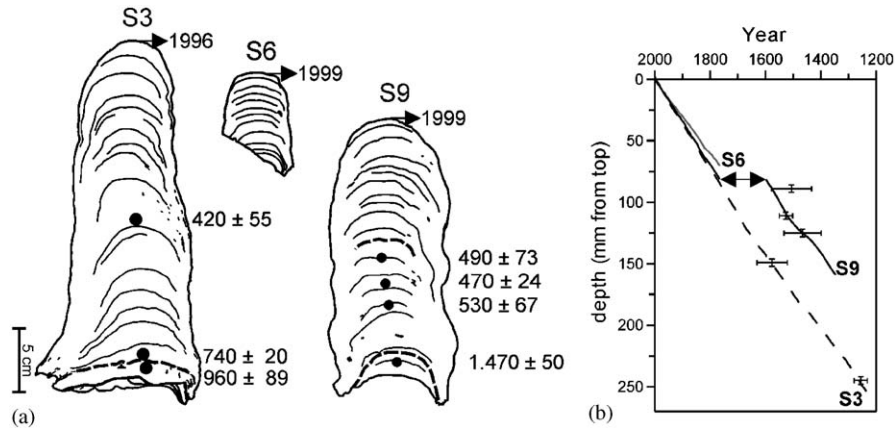 S3
1996
S6
1999
S9
1999
420 ± 55
490 ± 73
470 ± 24
530 ± 67
740 ± 20
960 ± 89
1.470 ± 50
5 cm
(a)
Year
2000 1800 1600 1400 1200
0
50
100
150
200
250
depth (mm from top)
S6
S9
S3
(b)